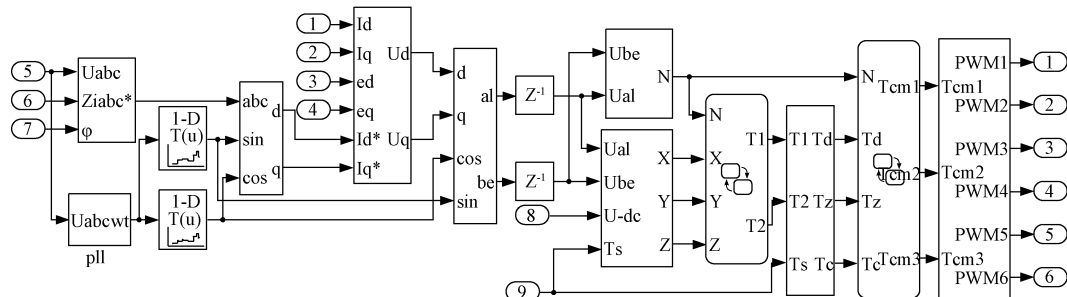 5
6
7
Uabc
Ziabc*
φ
Uabcwt
pll
1-D
T(u)
1-D
T(u)
abc
sin
cos
d
q
1
2
3
4
Id
Iq
ed
eq
Id*
Iq*
Ud
Uq
d
q
cos
sin
al
be
Z-1
Z-1
8
9
Ube
Ual
N
Ual
Ube
U-dc
Ts
X
Y
Z
N
X
Y
Z
T1
T2
T1
T2
Ts
Td
Tz
Tc
N
Td
Tz
Tc
Tcm1
Tcm2
Tcm3
Tcm1
Tcm2
Tcm3
PWM1
PWM2
PWM3
PWM4
PWM5
PWM6
1
2
3
4
5
6